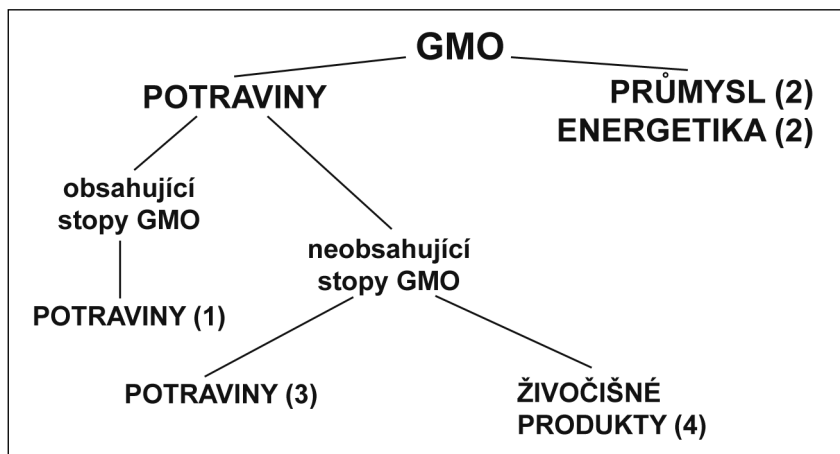 GMO
POTRAVINY
PRŮMYSL (2)
ENERGETIKA (2)
obsahující
stopy GMO
neobsahující
stopy GMO
POTRAVINY (1)
POTRAVINY (3)
ŽIVOČIŠNÉ
PRODUKTY (4)